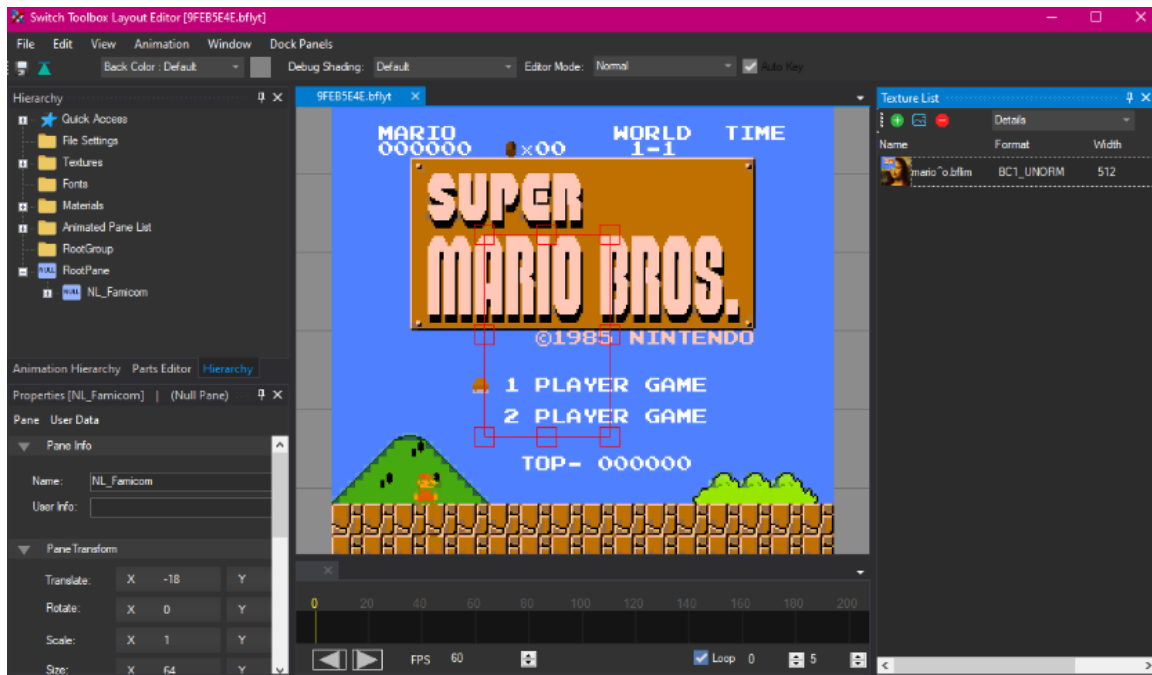 Switch Toolbox Layout Editor [9FEB5E4E.bflyt]
File Edit View Animation Window Dock Panels
Back Color : Default Debug Shading: Default Editor Mode: Normal Auto Key
Hierarchy
Quick Access
File Settings
Textures
Fonts
Materials
Animated Pane List
RootGroup
NULL RootPane
NULL NL_Famicom
Animation Hierarchy Parts Editor Hierarchy
Properties [NL_Famicom] | (Null Pane)
Pane User Data
Pane Info
Name: NL_Famicom
User Info:
Pane Transform
Translate: X -18 Y
Rotate: X 0 Y
Scale: X 1 Y
Size: X 64 Y
9FEB5E4E.bflyt
MARIO WORLD TIME
000000 ×00 1-1
SUPER
MARIO BROS.
©1985 NINTENDO
1 PLAYER GAME
2 PLAYER GAME
TOP- 000000
0 20 40 60 80 100 120 140 160 180 200
FPS 60 Loop 0 5
Texture List
Details
Name Format Width
mario^o.bflim BC1_UNORM 512